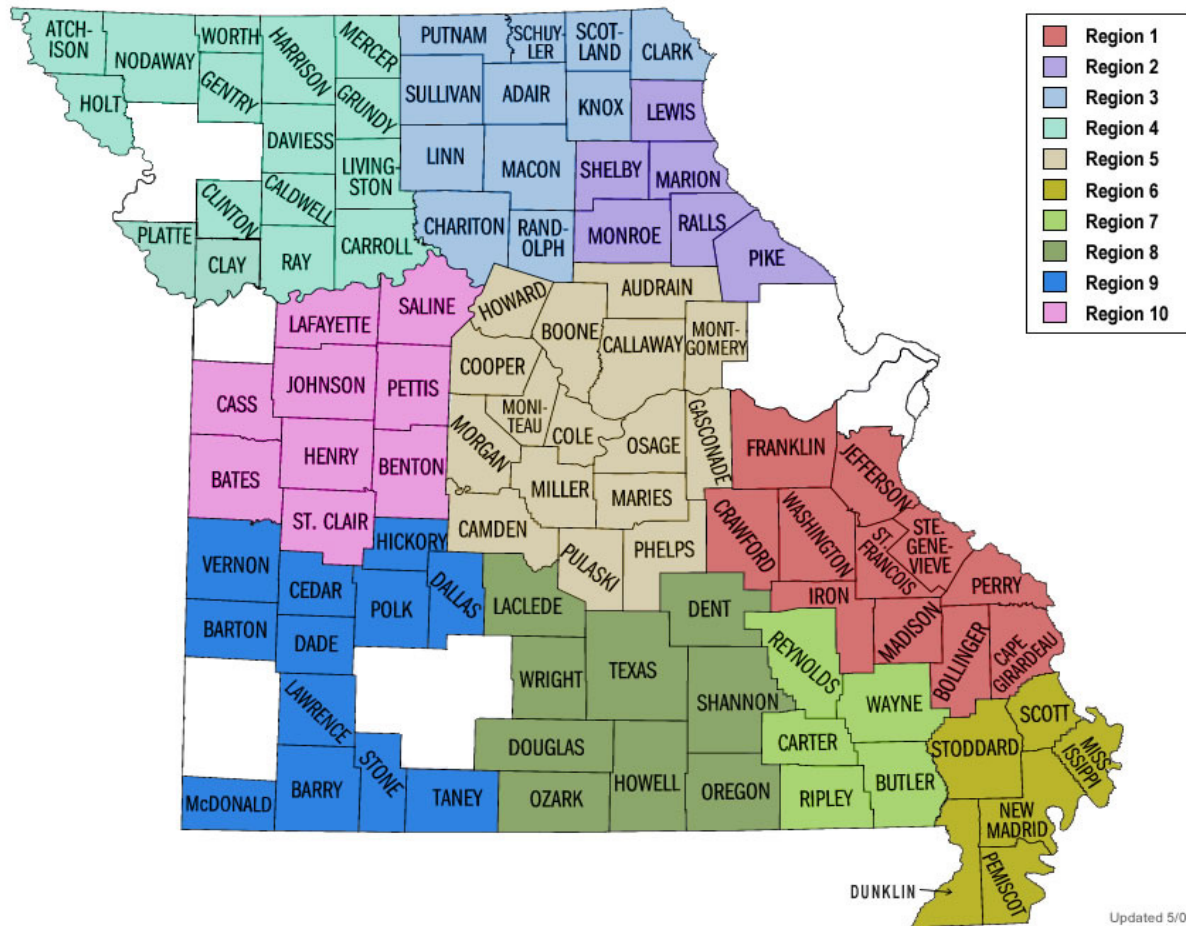 ATCH-
ISON
NODAWAY
WORTH
HARRISON
MERCER
PUTNAM
SCHUY-
LER
SCOT-
LAND
CLARK
HOLT
GENTRY
GRUNDY
SULLIVAN
ADAIR
KNOX
LEWIS
DAVIESS
LIVING-
STON
LINN
MACON
SHELBY
MARION
CLINTON
CALDWELL
PLATTE
CLAY
RAY
CARROLL
CHARITON
RAND-
OLPH
MONROE
RALLS
PIKE
LAFAYETTE
SALINE
HOWARD
BOONE
AUDRAIN
CALLAWAY
MONT-
GOMERY
CASS
JOHNSON
PETTIS
COOPER
MONI-
TEAU
COLE
OSAGE
GASCONADE
FRANKLIN
JEFFERSON
BATES
HENRY
BENTON
MORGAN
MILLER
MARIES
ST. CLAIR
HICKORY
CAMDEN
PULASKI
PHELPS
CRAWFORD
WASHINGTON
ST.
FRANCOIS
STE.
GENE-
VIEVE
PERRY
VERNON
CEDAR
POLK
DALLAS
LACLEDE
DENT
IRON
MADISON
BOLLINGER
CAPE
GIRARDEAU
BARTON
DADE
WRIGHT
TEXAS
SHANNON
REYNOLDS
WAYNE
LAWRENCE
STONE
DOUGLAS
CARTER
STODDARD
SCOTT
MISS-
ISSIPPI
McDONALD
BARRY
TANEY
OZARK
HOWELL
OREGON
RIPLEY
BUTLER
NEW
MADRID
PEMISCOT
DUNKLIN
Region 1
Region 2
Region 3
Region 4
Region 5
Region 6
Region 7
Region 8
Region 9
Region 10
Updated 5/0